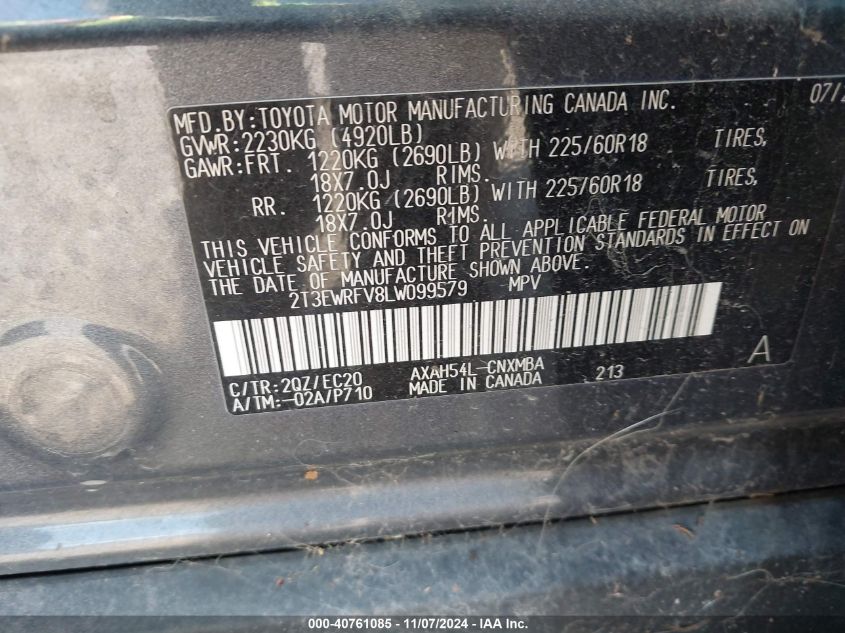 MFD.BY:TOYOTA MOTOR MANUFACTURING CANADA INC. 07/
GVWR:2230KG (4920LB)
GAWR:FRT. 1220KG (2690LB) WITH 225/60R18 TIRES,
18X7.0J RIMS.
RR. 1220KG (2690LB) WITH 225/60R18 TIRES,
18X7.0J RIMS.
THIS VEHICLE CONFORMS TO ALL APPLICABLE FEDERAL MOTOR
VEHICLE SAFETY AND THEFT PREVENTION STANDARDS IN EFFECT ON
THE DATE OF MANUFACTURE SHOWN ABOVE.
2T3EWRFV8LW099579 MPV
C/TR:2QZ/EC20 AXAH54L-CNXMBA 213 A
A/TM:-02A/P710 MADE IN CANADA
000-40761085 - 11/07/2024 - IAA Inc.